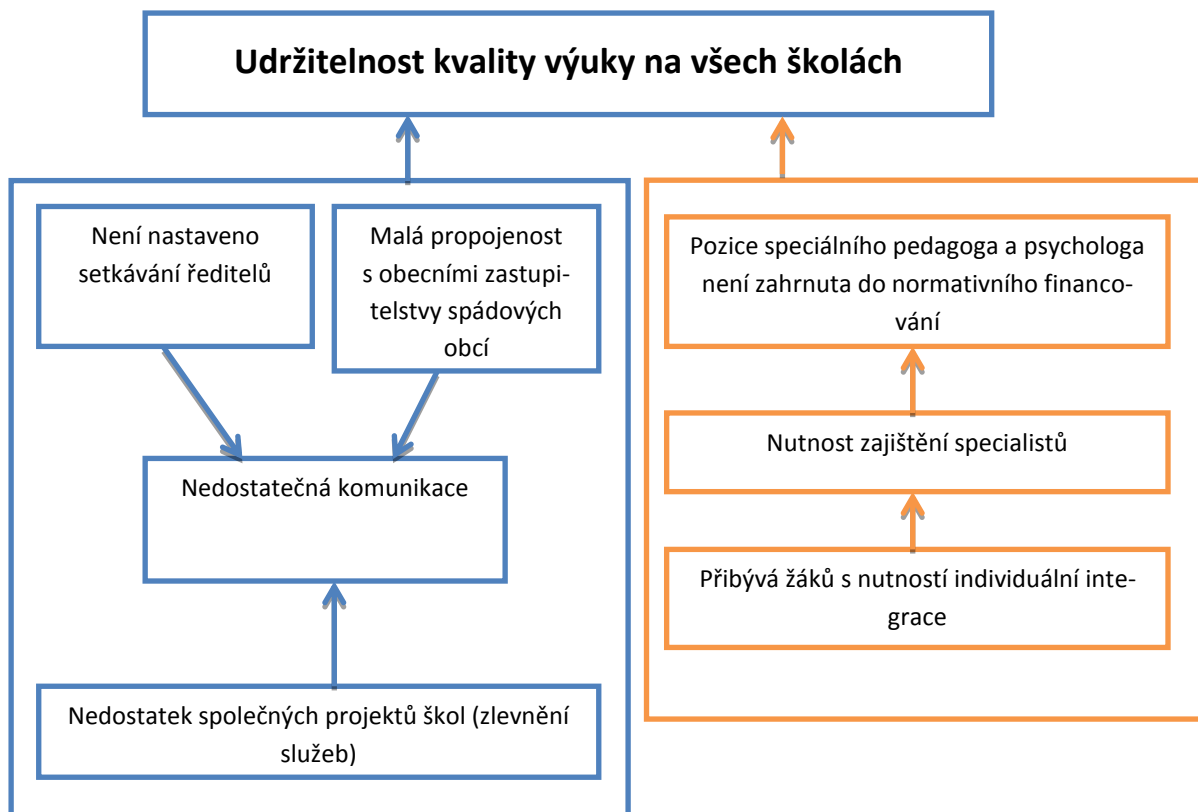 Udržitelnost kvality výuky na všech školách
Není nastaveno
setkávání ředitelů
Malá propojenost
s obecními zastupi-
telstvy spádových
obcí
Nedostatečná komunikace
Nedostatek společných projektů škol (zlevnění
služeb)
Pozice speciálního pedagoga a psychologa
není zahrnuta do normativního financo-
vání
Nutnost zajištění specialistů
Přibývá žáků s nutností individuální inte-
grace